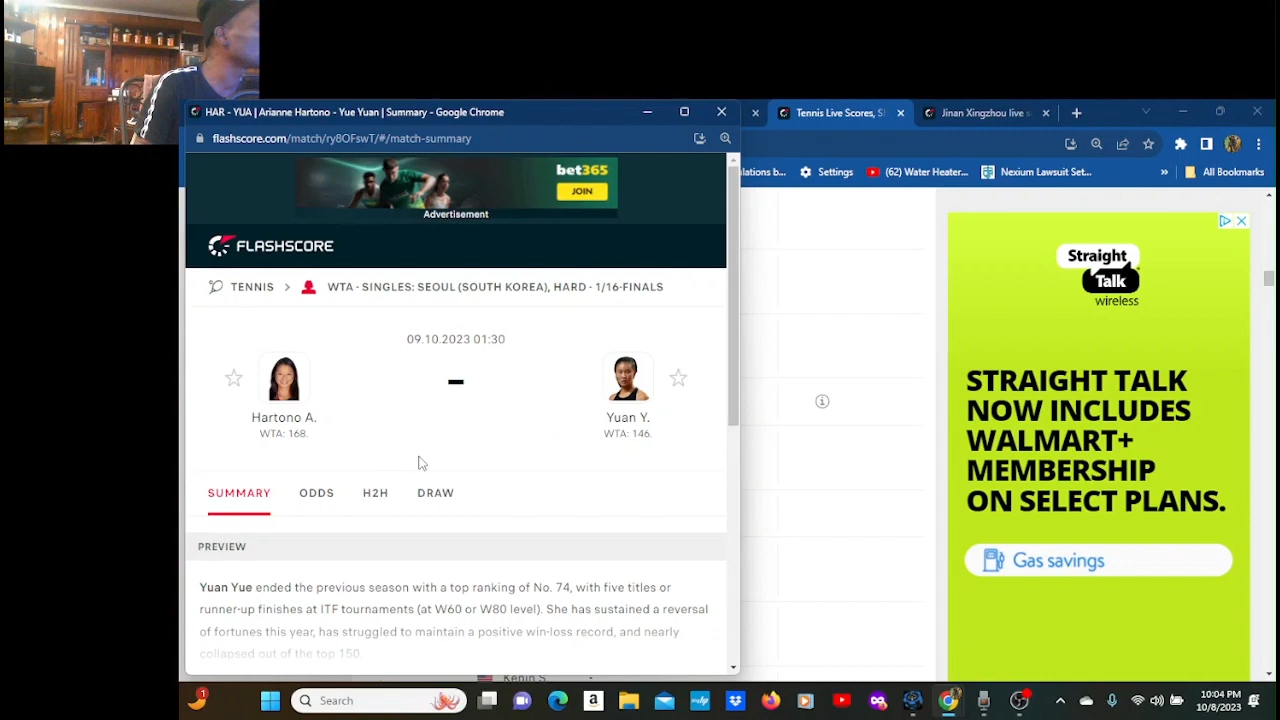 HAR - YUA | Arianne Hartono - Yue Yuan | Summary - Google Chrome
Tennis Live Scores, S
Jinan Xingzhou live s
flashscore.com/match/ry8OFswT/#/match-summary
ulations b...
Settings
(62) Water Heater...
Nexium Lawsuit Set...
»
All Bookmarks
bet365
JOIN
Advertisement
FLASHSCORE
TENNIS > WTA - SINGLES: SEOUL (SOUTH KOREA), HARD - 1/16-FINALS
09.10.2023 01:30
-
Hartono A.
WTA: 168.
Yuan Y.
WTA: 146.
SUMMARY ODDS H2H DRAW
PREVIEW
Yuan Yue ended the previous season with a top ranking of No. 74, with five titles or
runner-up finishes at ITF tournaments (at W60 or W80 level). She has sustained a reversal
of fortunes this year, has struggled to maintain a positive win-loss record, and nearly
collapsed out of the top 150.
Kenin S.
Straight
Talk
wireless
STRAIGHT TALK
NOW INCLUDES
WALMART+
MEMBERSHIP
ON SELECT PLANS.
Gas savings
1
Search
10:04 PM
10/8/2023